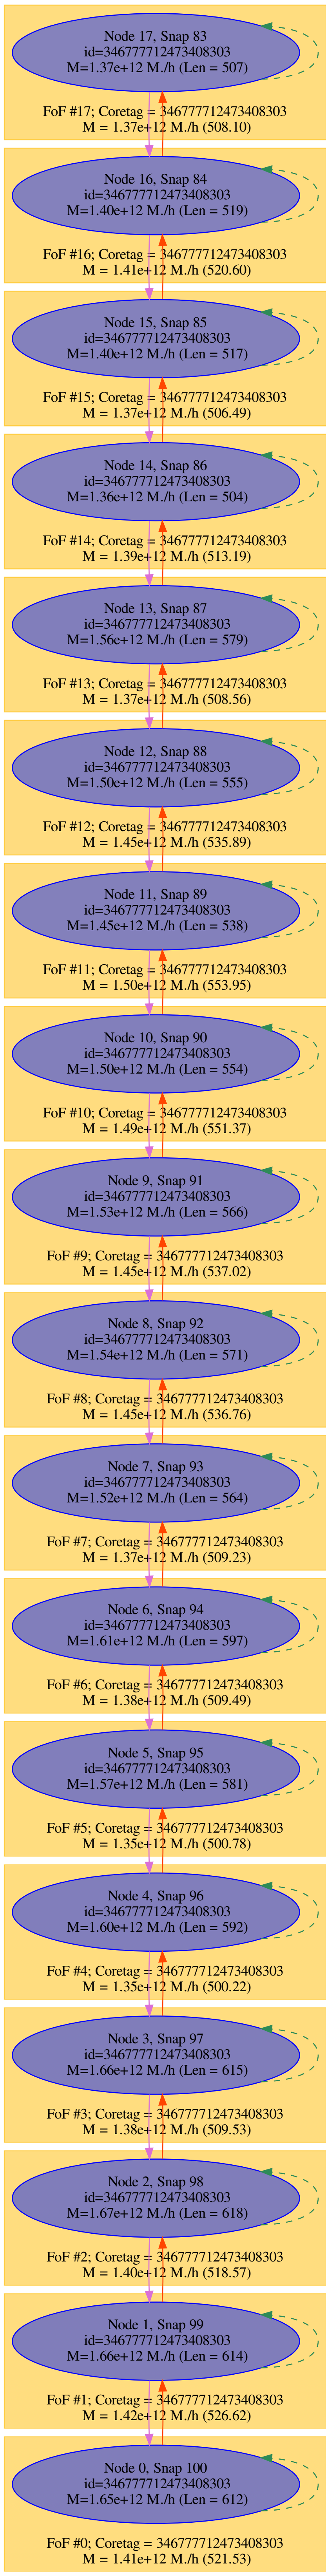 Node 17, Snap 83
id=346777712473408303
M=1.37e+12 M./h (Len = 507)
FoF #17; Coretag = 346777712473408303
M = 1.37e+12 M./h (508.10)
Node 16, Snap 84
id=346777712473408303
M=1.40e+12 M./h (Len = 519)
FoF #16; Coretag = 346777712473408303
M = 1.41e+12 M./h (520.60)
Node 15, Snap 85
id=346777712473408303
M=1.40e+12 M./h (Len = 517)
FoF #15; Coretag = 346777712473408303
M = 1.37e+12 M./h (506.49)
Node 14, Snap 86
id=346777712473408303
M=1.36e+12 M./h (Len = 504)
FoF #14; Coretag = 346777712473408303
M = 1.39e+12 M./h (513.19)
Node 13, Snap 87
id=346777712473408303
M=1.56e+12 M./h (Len = 579)
FoF #13; Coretag = 346777712473408303
M = 1.37e+12 M./h (508.56)
Node 12, Snap 88
id=346777712473408303
M=1.50e+12 M./h (Len = 555)
FoF #12; Coretag = 346777712473408303
M = 1.45e+12 M./h (535.89)
Node 11, Snap 89
id=346777712473408303
M=1.45e+12 M./h (Len = 538)
FoF #11; Coretag = 346777712473408303
M = 1.50e+12 M./h (553.95)
Node 10, Snap 90
id=346777712473408303
M=1.50e+12 M./h (Len = 554)
FoF #10; Coretag = 346777712473408303
M = 1.49e+12 M./h (551.37)
Node 9, Snap 91
id=346777712473408303
M=1.53e+12 M./h (Len = 566)
FoF #9; Coretag = 346777712473408303
M = 1.45e+12 M./h (537.02)
Node 8, Snap 92
id=346777712473408303
M=1.54e+12 M./h (Len = 571)
FoF #8; Coretag = 346777712473408303
M = 1.45e+12 M./h (536.76)
Node 7, Snap 93
id=346777712473408303
M=1.52e+12 M./h (Len = 564)
FoF #7; Coretag = 346777712473408303
M = 1.37e+12 M./h (509.23)
Node 6, Snap 94
id=346777712473408303
M=1.61e+12 M./h (Len = 597)
FoF #6; Coretag = 346777712473408303
M = 1.38e+12 M./h (509.49)
Node 5, Snap 95
id=346777712473408303
M=1.57e+12 M./h (Len = 581)
FoF #5; Coretag = 346777712473408303
M = 1.35e+12 M./h (500.78)
Node 4, Snap 96
id=346777712473408303
M=1.60e+12 M./h (Len = 592)
FoF #4; Coretag = 346777712473408303
M = 1.35e+12 M./h (500.22)
Node 3, Snap 97
id=346777712473408303
M=1.66e+12 M./h (Len = 615)
FoF #3; Coretag = 346777712473408303
M = 1.38e+12 M./h (509.53)
Node 2, Snap 98
id=346777712473408303
M=1.67e+12 M./h (Len = 618)
FoF #2; Coretag = 346777712473408303
M = 1.40e+12 M./h (518.57)
Node 1, Snap 99
id=346777712473408303
M=1.66e+12 M./h (Len = 614)
FoF #1; Coretag = 346777712473408303
M = 1.42e+12 M./h (526.62)
Node 0, Snap 100
id=346777712473408303
M=1.65e+12 M./h (Len = 612)
FoF #0; Coretag = 346777712473408303
M = 1.41e+12 M./h (521.53)